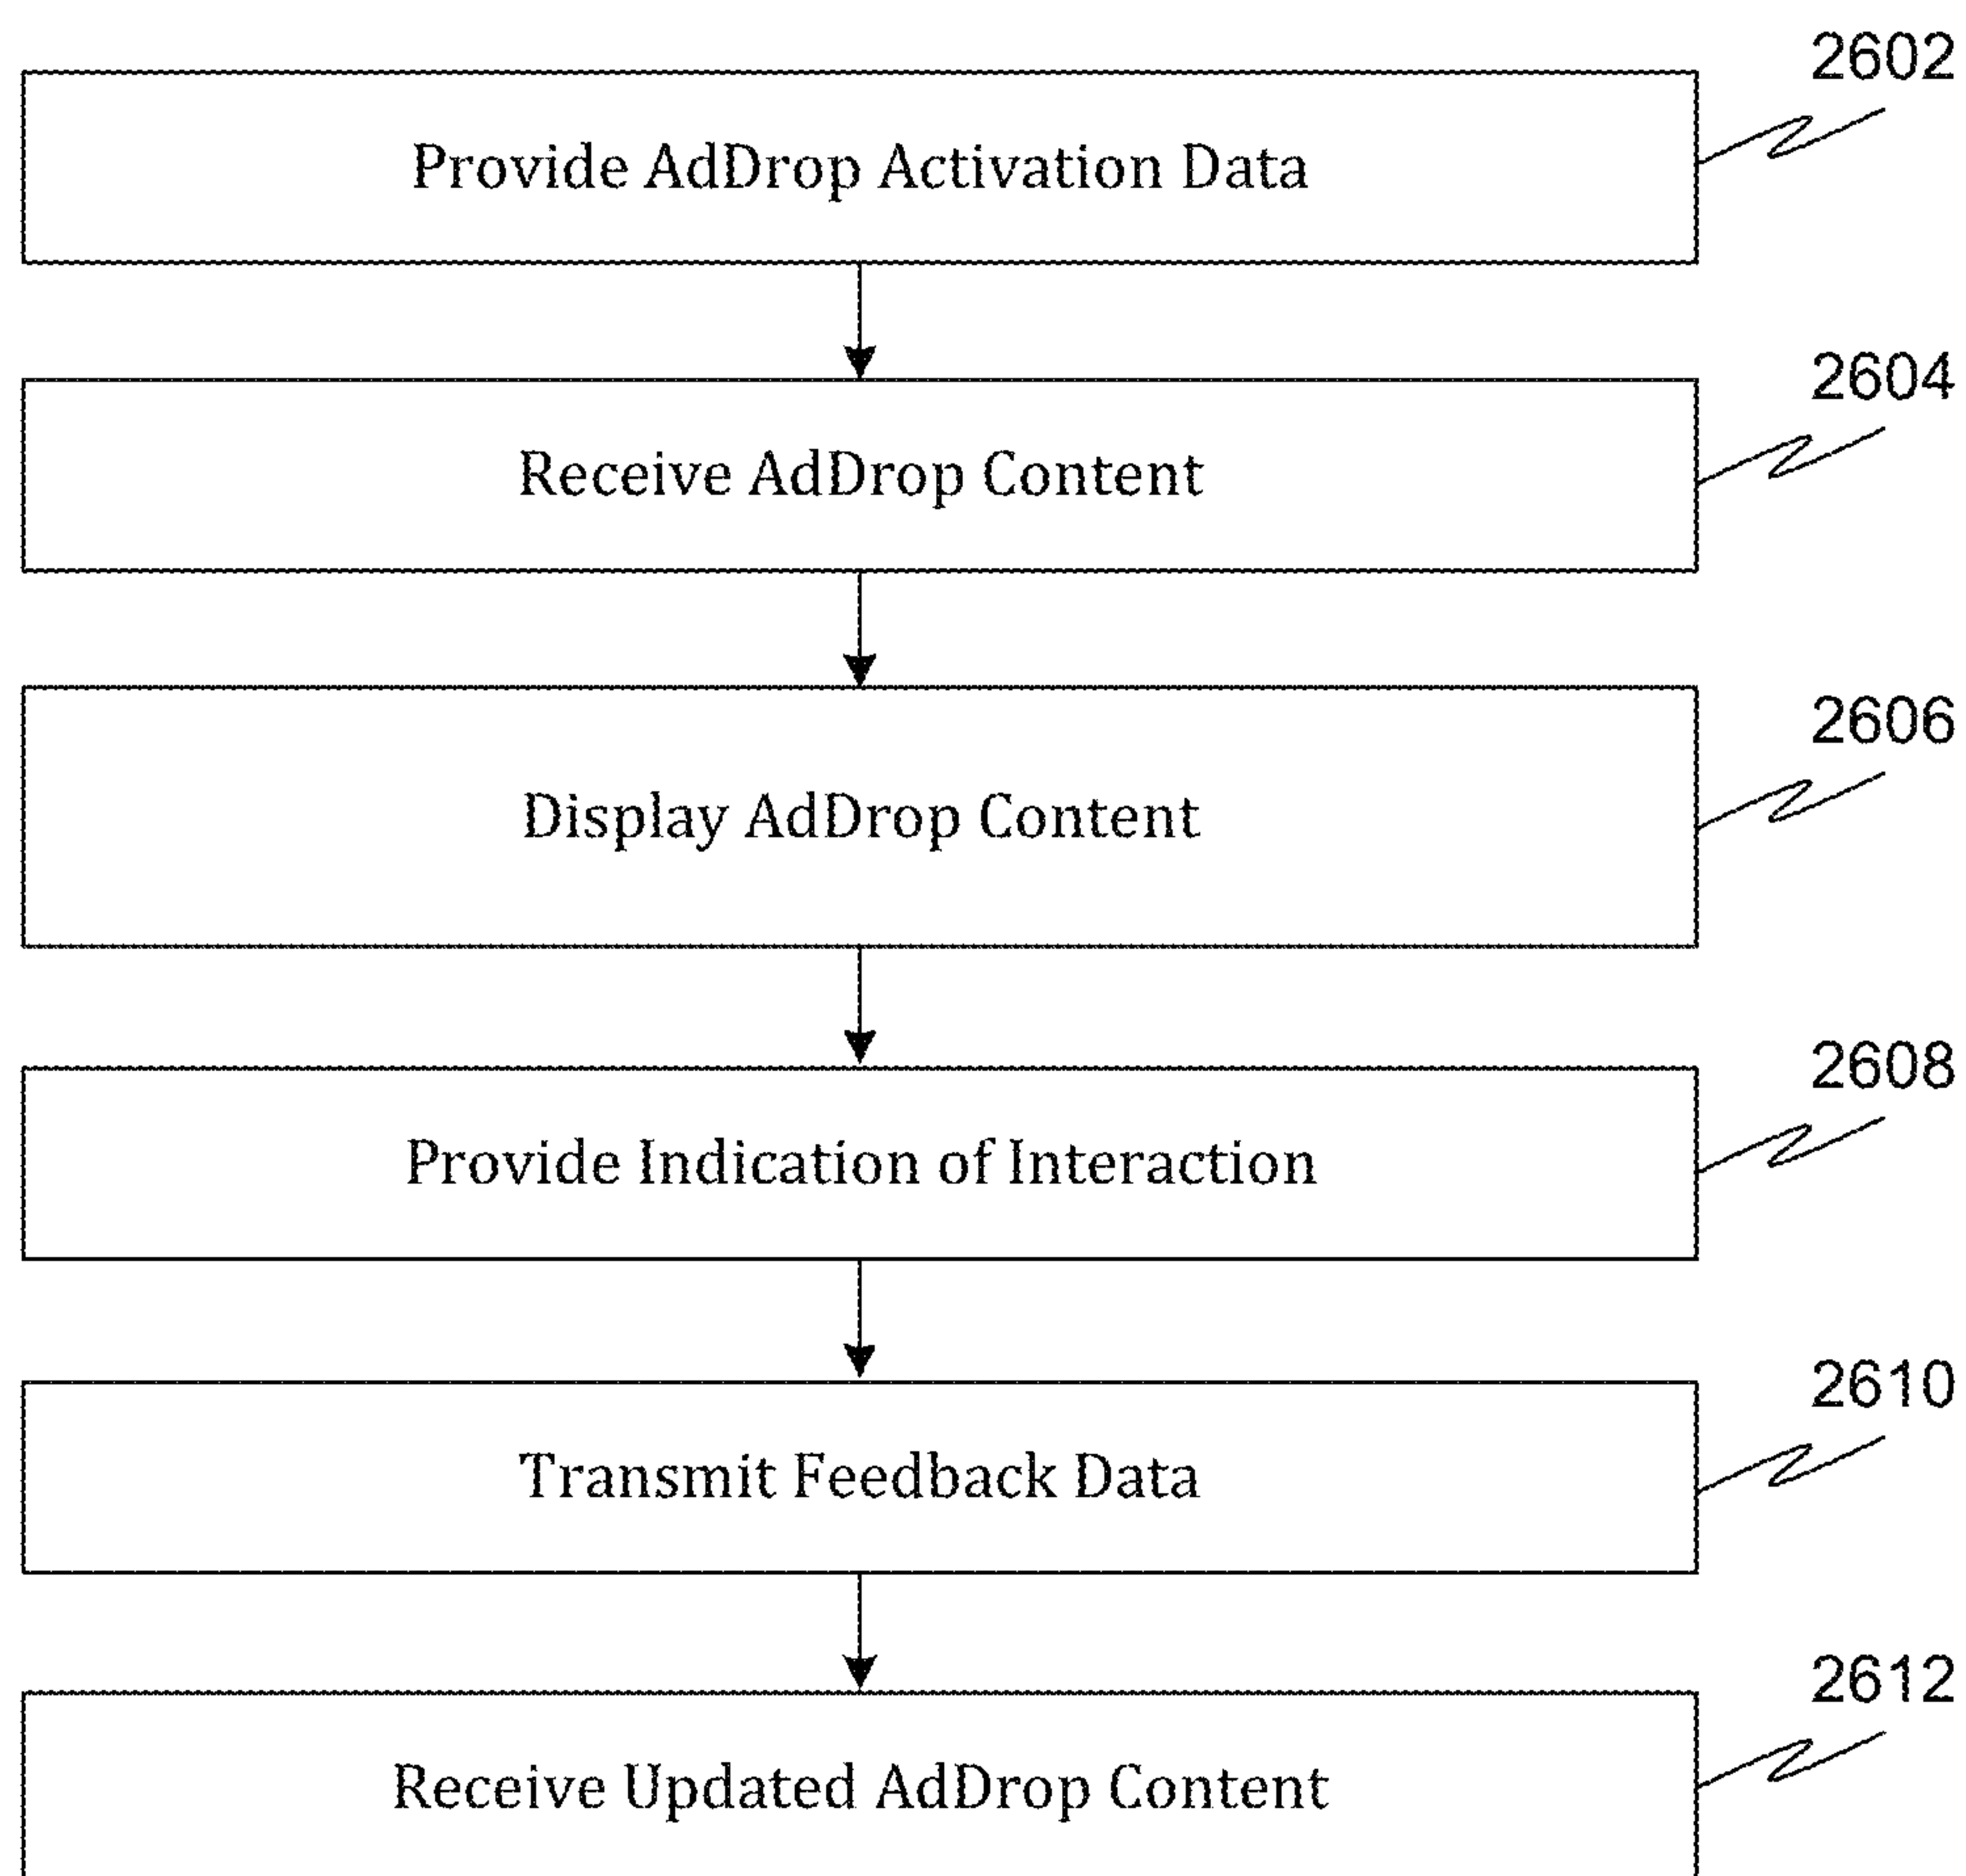 2602
Provide AdDrop Activation Data
2604
Receive AdDrop Content
2606
Display AdDrop Content
2608
Provide Indication of Interaction
2610
Transmit Feedback Data
2612
Receive Updated AdDrop Content